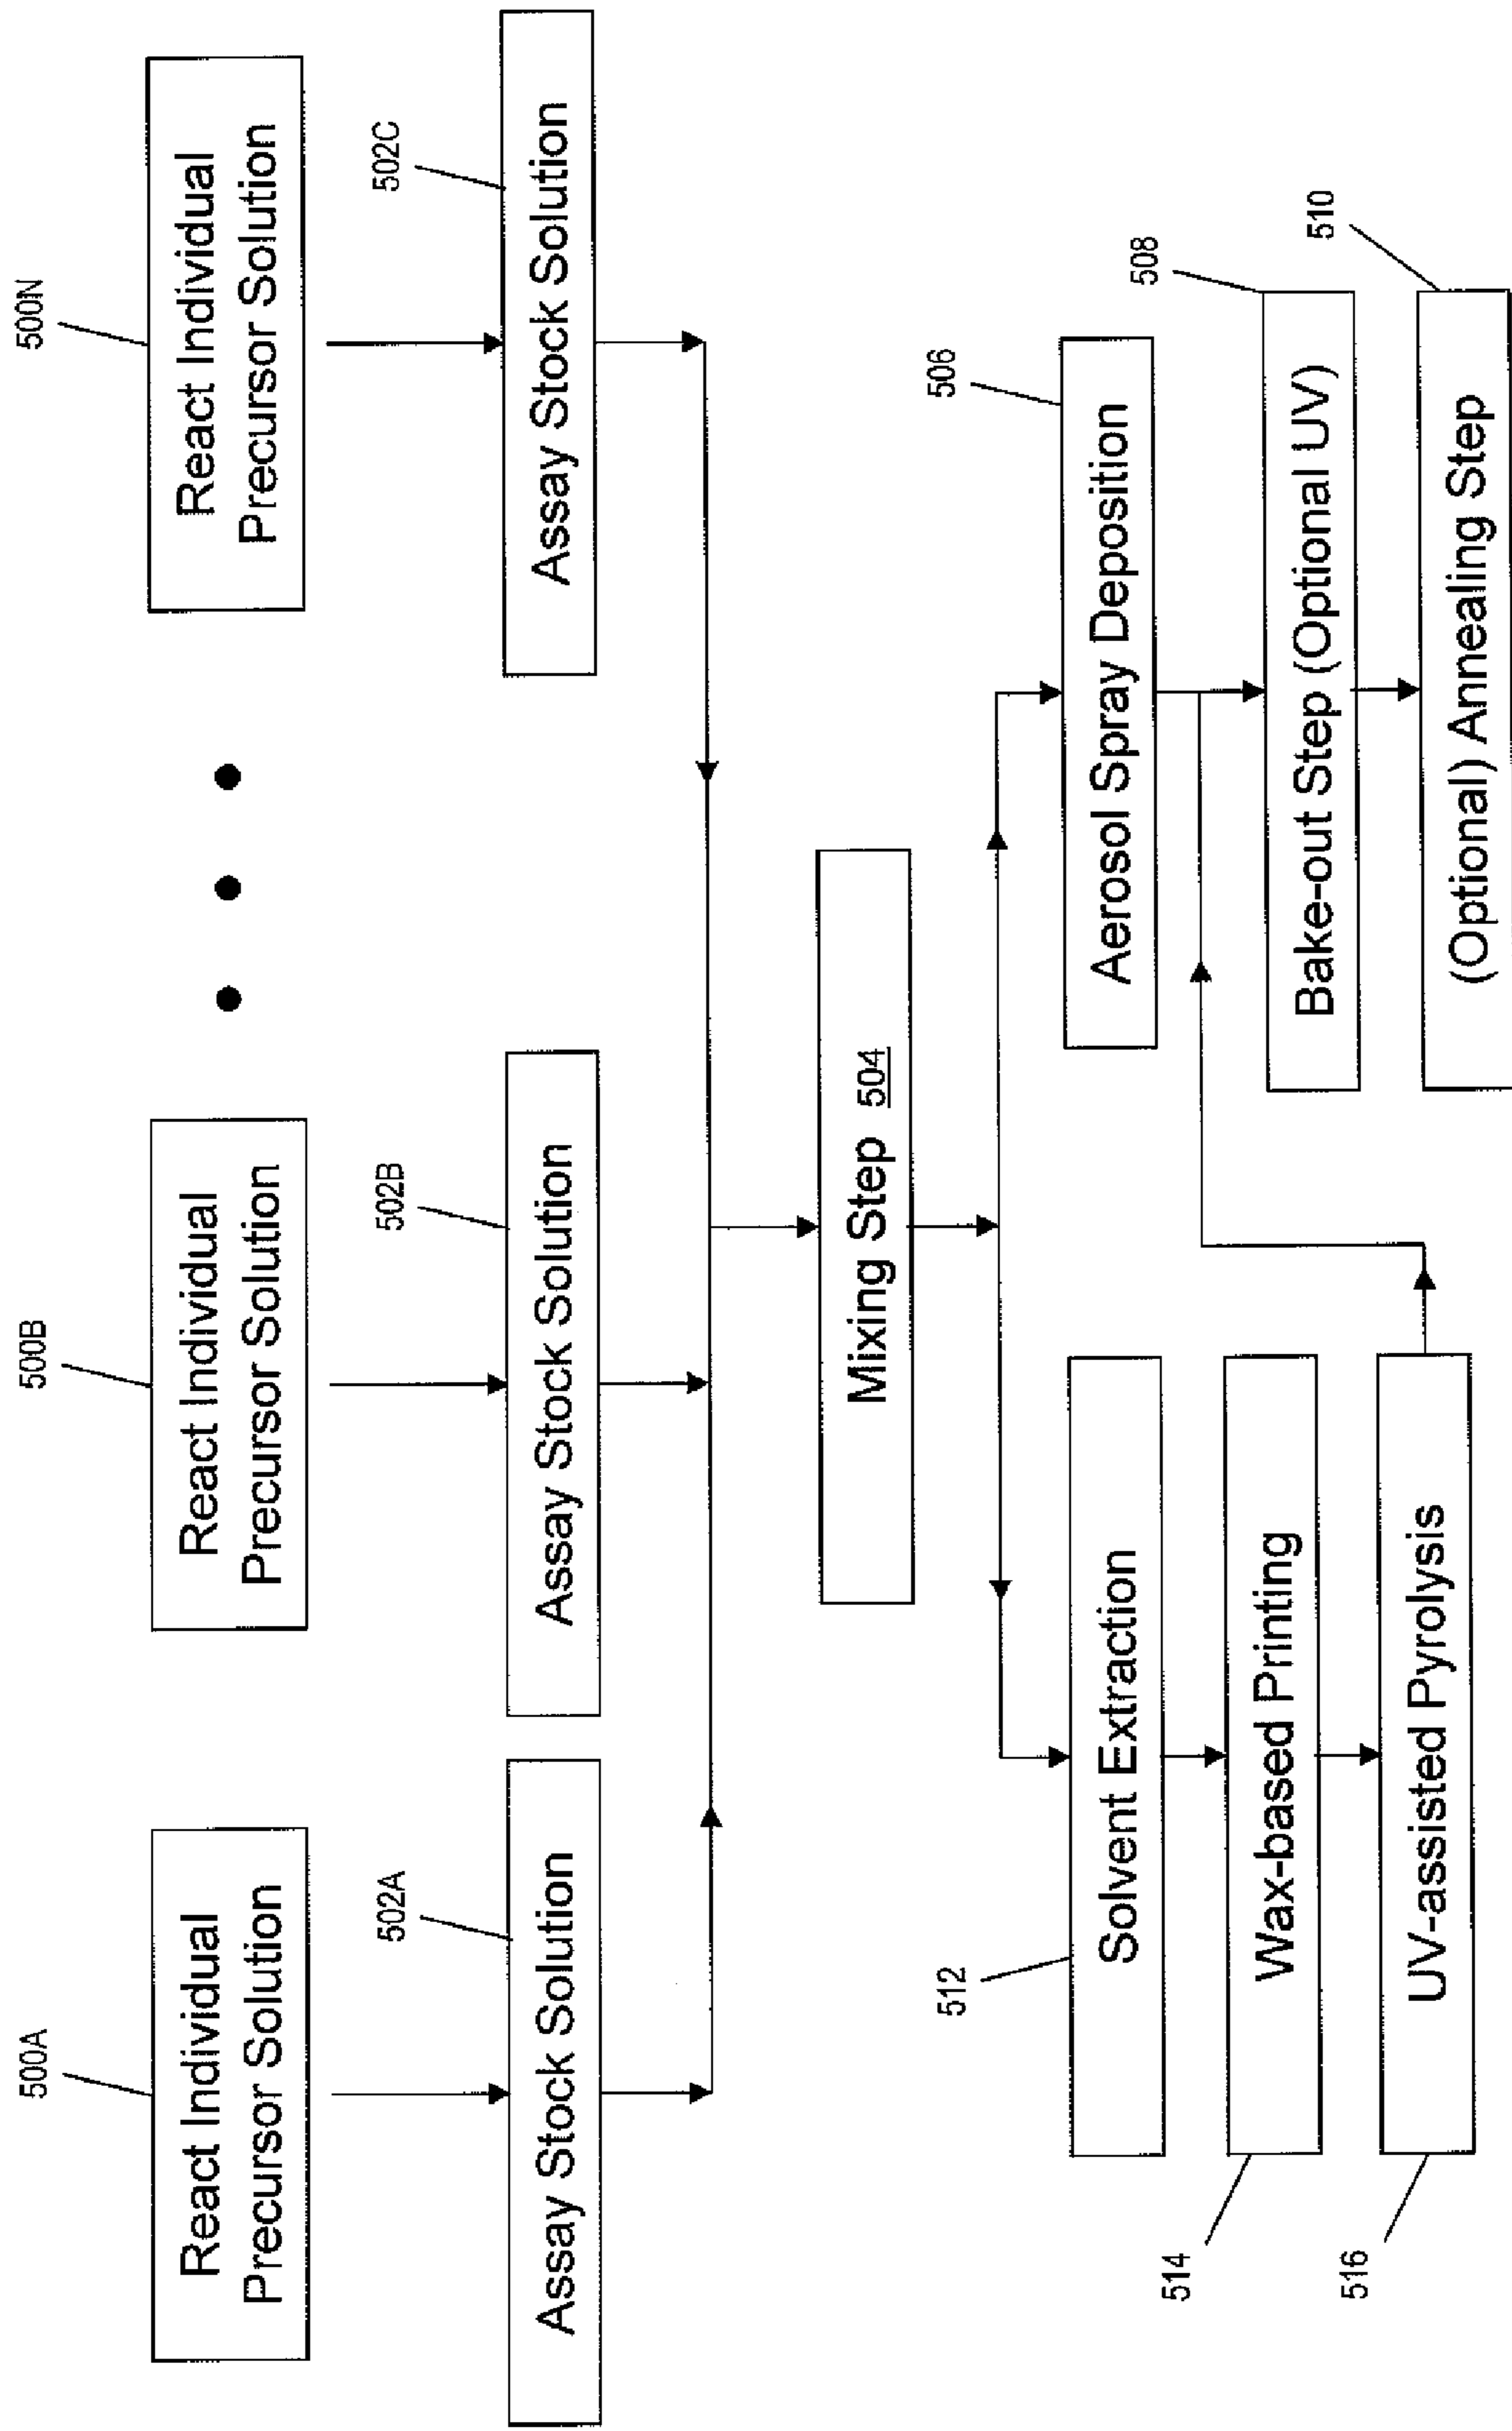 500A
React Individual
Precursor Solution
500B
React Individual
Precursor Solution
500N
React Individual
Precursor Solution
502A
Assay Stock Solution
502B
Assay Stock Solution
502C
Assay Stock Solution
Mixing Step 504
512
Solvent Extraction
506
Aerosol Spray Deposition
514
Wax-based Printing
508
Bake-out Step (Optional UV)
516
UV-assisted Pyrolysis
510
(Optional) Annealing Step